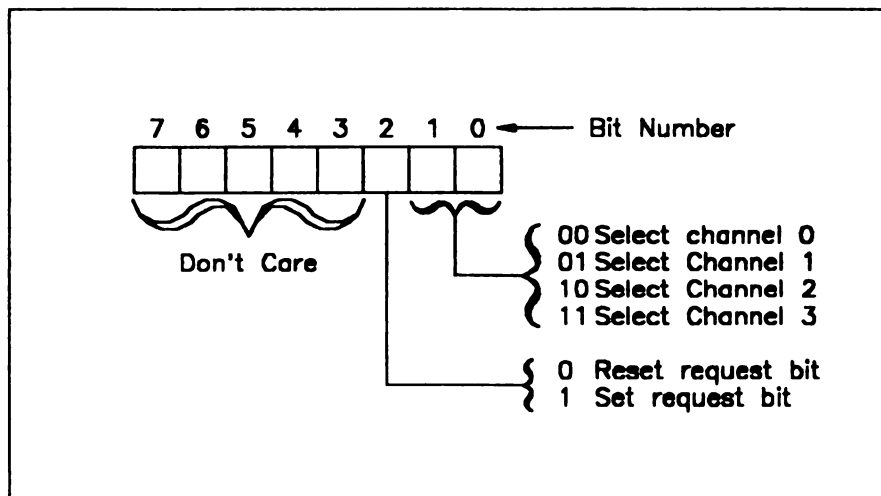 7 6 5 4 3 2 1 0 Bit Number
Don't Care
00 Select channel 0
01 Select Channel 1
10 Select Channel 2
11 Select Channel 3
0 Reset request bit
1 Set request bit